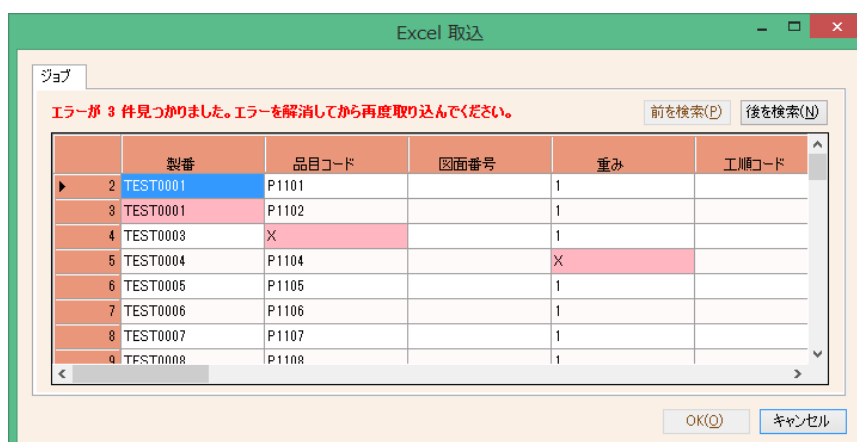 Excel 取込
ジョブ
エラーが 3 件見つかりました。エラーを解消してから再度取り込んでください。 前を検索(P) 後を検索(N)
製番 品目コード 図面番号 重み 工順コード
2 TEST0001 P1101 1
3 TEST0001 P1102 1
4 TEST0003 X 1
5 TEST0004 P1104 X
6 TEST0005 P1105 1
7 TEST0006 P1106 1
8 TEST0007 P1107 1
9 TEST0008 P1108 1
OK(O) キャンセル